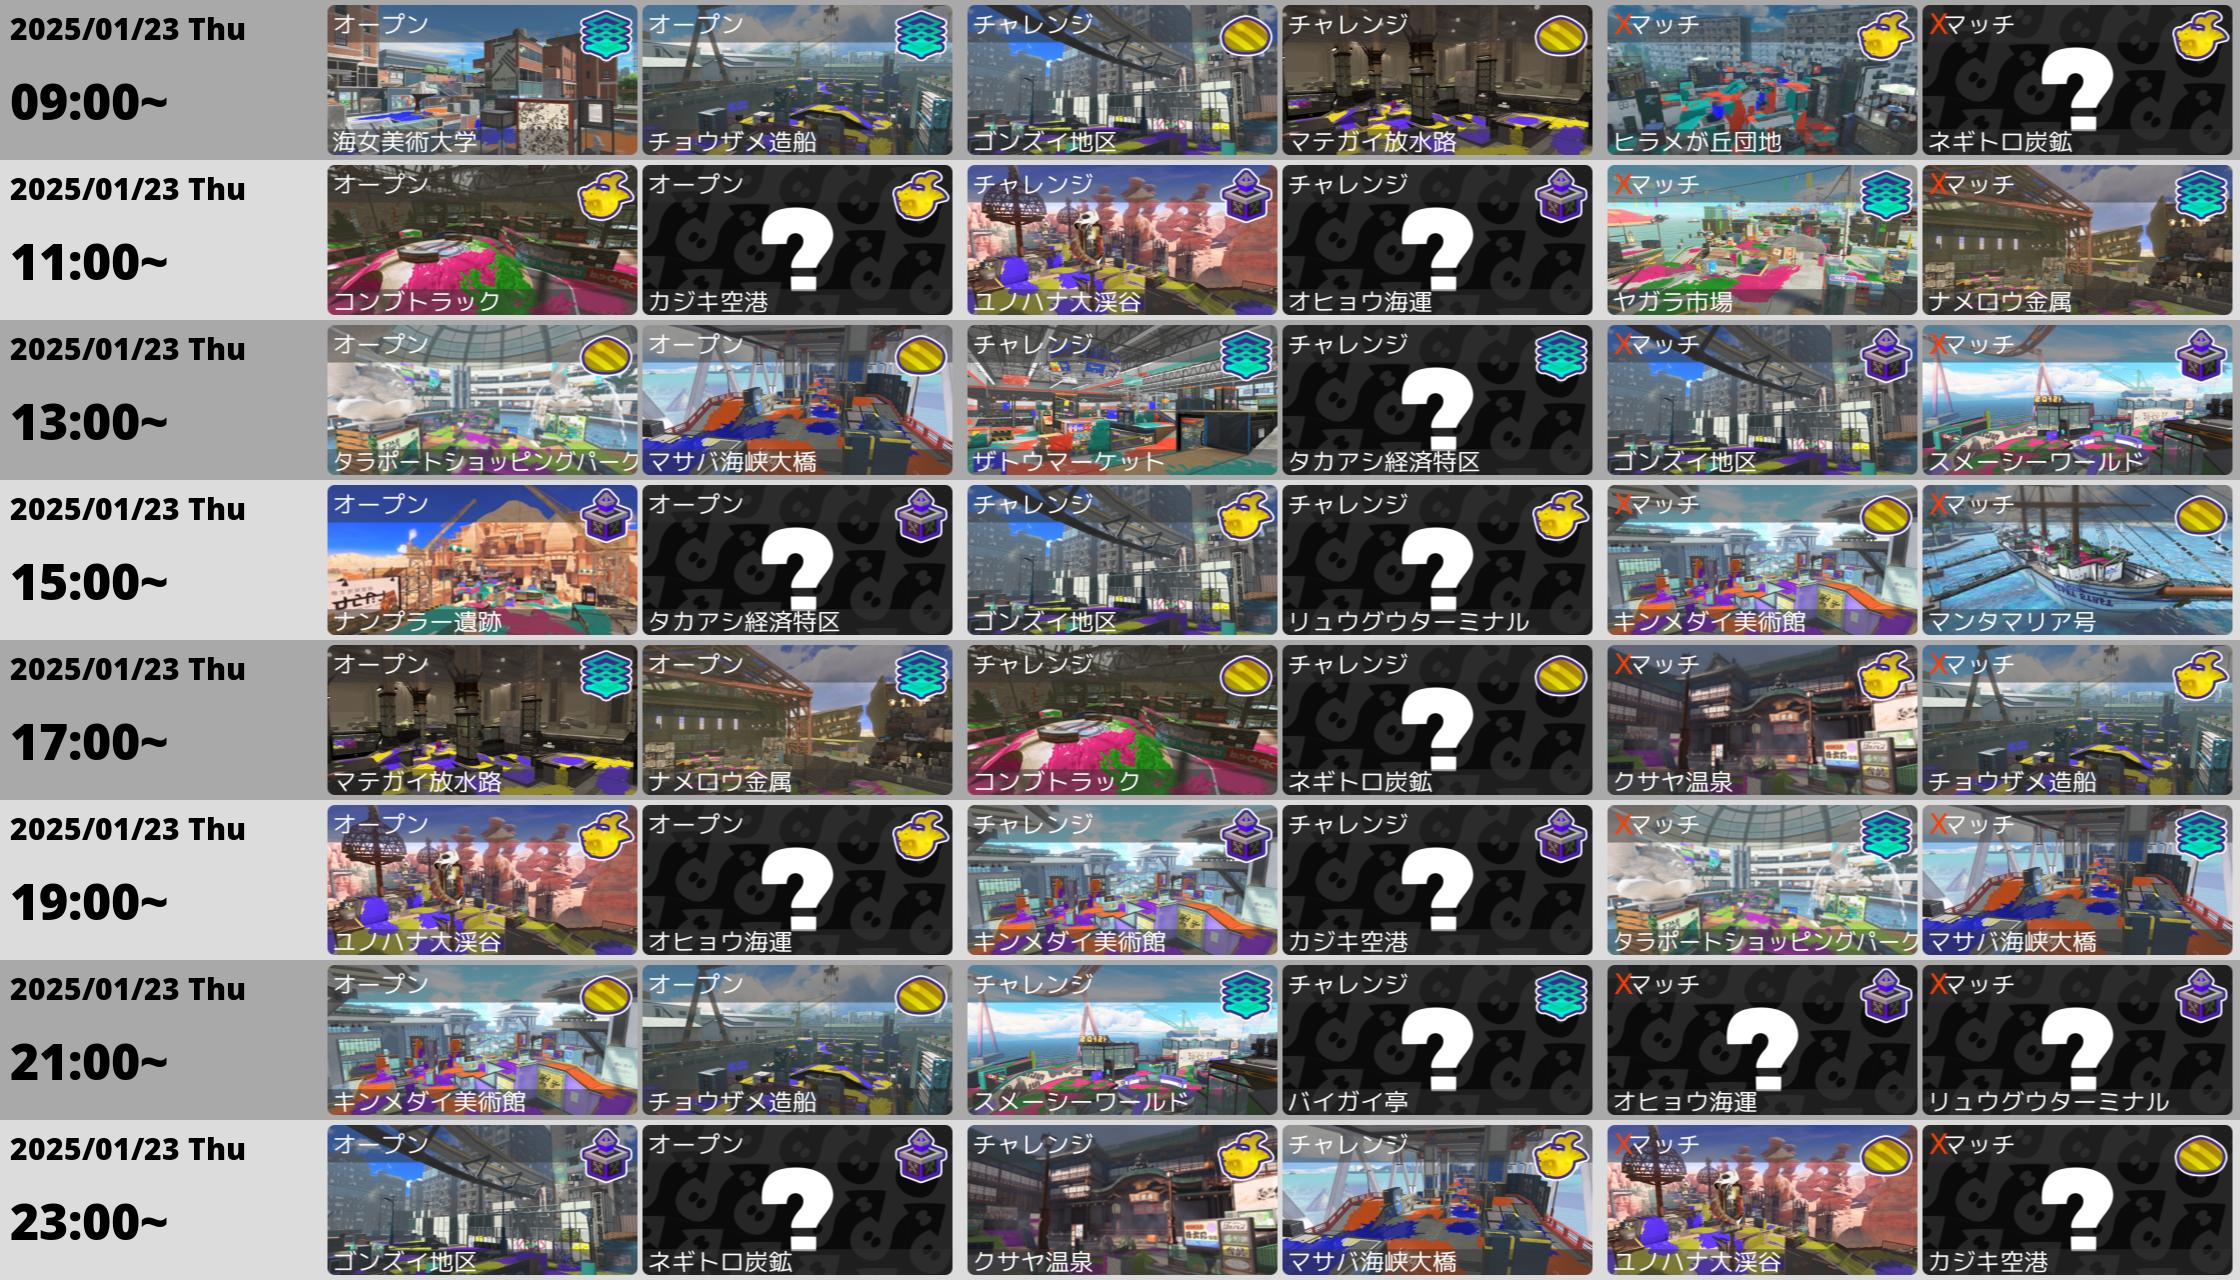 2025/01/23 Thu
09:00~
オープン
海女美術大学
オープン
チョウザメ造船
チャレンジ
ゴンズイ地区
チャレンジ
マテガイ放水路
Xマッチ
ヒラメが丘団地
Xマッチ
?
ネギトロ炭鉱
2025/01/23 Thu
11:00~
オープン
コンブトラック
オープン
?
カジキ空港
チャレンジ
ユノハナ大渓谷
チャレンジ
?
オヒョウ海運
Xマッチ
ヤガラ市場
Xマッチ
ナメロウ金属
2025/01/23 Thu
13:00~
オープン
タラポートショッピングパーク
オープン
マサバ海峡大橋
チャレンジ
ザトウマーケット
チャレンジ
?
タカアシ経済特区
Xマッチ
ゴンズイ地区
Xマッチ
スメーシーワールド
2025/01/23 Thu
15:00~
オープン
ナンプラー遺跡
オープン
?
タカアシ経済特区
チャレンジ
ゴンズイ地区
チャレンジ
?
リュウグウターミナル
Xマッチ
キンメダイ美術館
Xマッチ
マンタマリア号
2025/01/23 Thu
17:00~
オープン
マテガイ放水路
オープン
ナメロウ金属
チャレンジ
コンブトラック
チャレンジ
?
ネギトロ炭鉱
Xマッチ
クサヤ温泉
Xマッチ
チョウザメ造船
2025/01/23 Thu
19:00~
オープン
ユノハナ大渓谷
オープン
?
オヒョウ海運
チャレンジ
キンメダイ美術館
チャレンジ
?
カジキ空港
Xマッチ
タラポートショッピングパーク
Xマッチ
マサバ海峡大橋
2025/01/23 Thu
21:00~
オープン
キンメダイ美術館
オープン
チョウザメ造船
チャレンジ
スメーシーワールド
チャレンジ
?
バイガイ亭
Xマッチ
?
オヒョウ海運
Xマッチ
?
リュウグウターミナル
2025/01/23 Thu
23:00~
オープン
ゴンズイ地区
オープン
?
ネギトロ炭鉱
チャレンジ
クサヤ温泉
チャレンジ
マサバ海峡大橋
Xマッチ
ユノハナ大渓谷
Xマッチ
?
カジキ空港